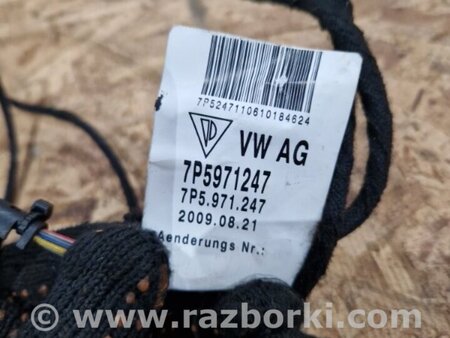 7P5247110610184624
VW AG
7P5971247
7P5.971.247
2009.08.21
Aenderungs Nr.:
www.razborki.com